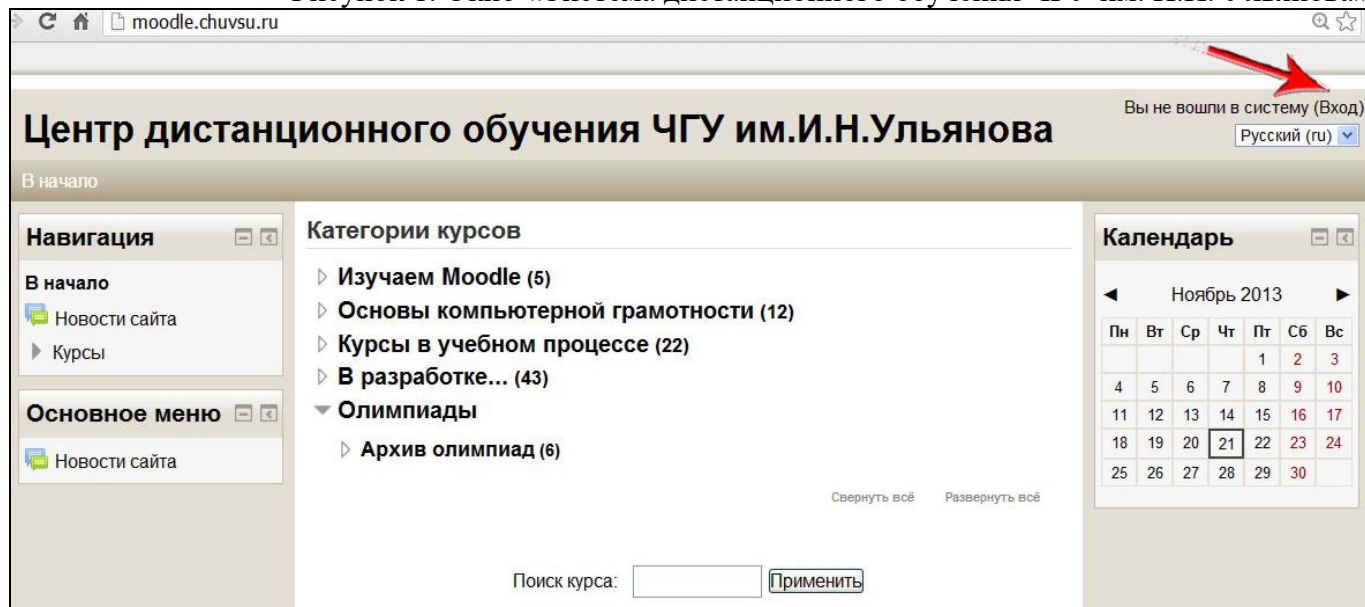 moodle.chuvsu.ru
Вы не вошли в систему (Вход)
Русский (ru)
Центр дистанционного обучения ЧГУ им.И.Н.Ульянова
В начало
Навигация
В начало
Новости сайта
Курсы
Основное меню
Новости сайта
Категории курсов
Изучаем Moodle (5)
Основы компьютерной грамотности (12)
Курсы в учебном процессе (22)
В разработке... (43)
Олимпиады
Архив олимпиад (6)
Свернуть всё Развернуть всё
Поиск курса: Применить
Календарь
◄ Ноябрь 2013 ►
Пн Вт Ср Чт Пт Сб Вс
1 2 3
4 5 6 7 8 9 10
11 12 13 14 15 16 17
18 19 20 21 22 23 24
25 26 27 28 29 30